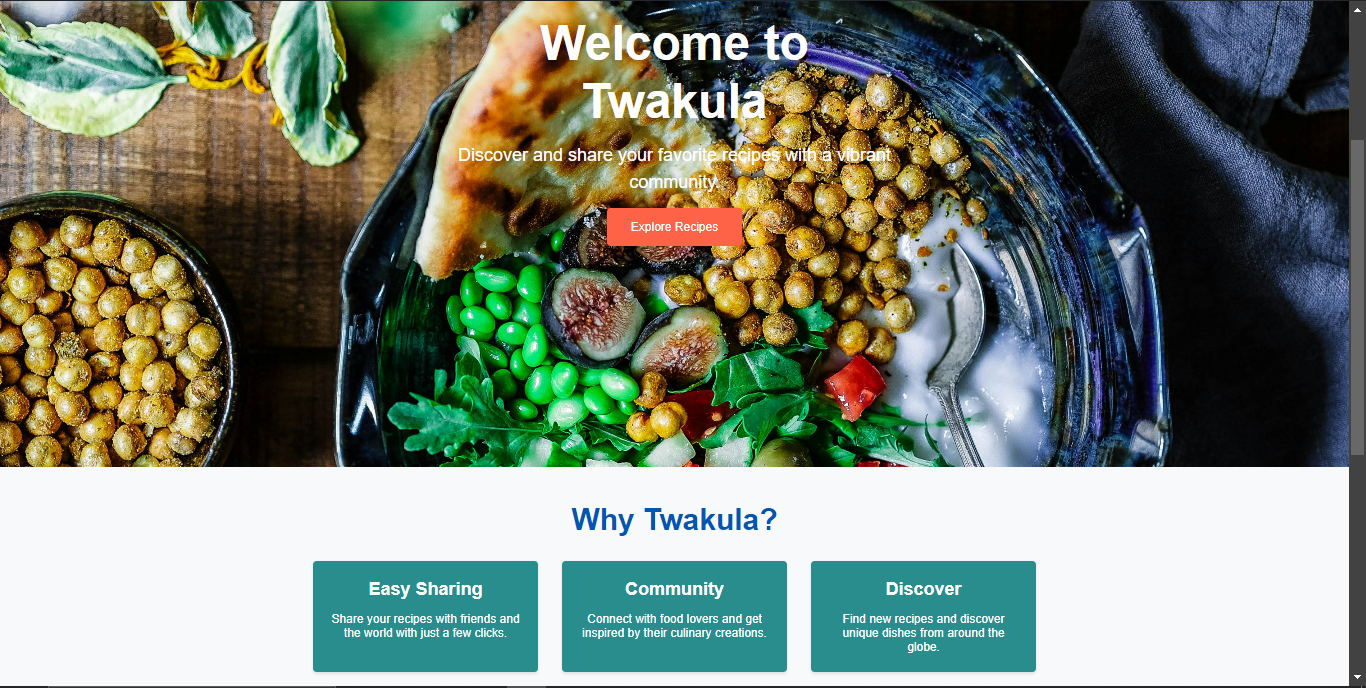 Welcome to
Twakula
Discover and share your favorite recipes with a vibrant
community.
Explore Recipes
Why Twakula?
Easy Sharing
Share your recipes with friends and
the world with just a few clicks.
Community
Connect with food lovers and get
inspired by their culinary creations.
Discover
Find new recipes and discover
unique dishes from around the
globe.